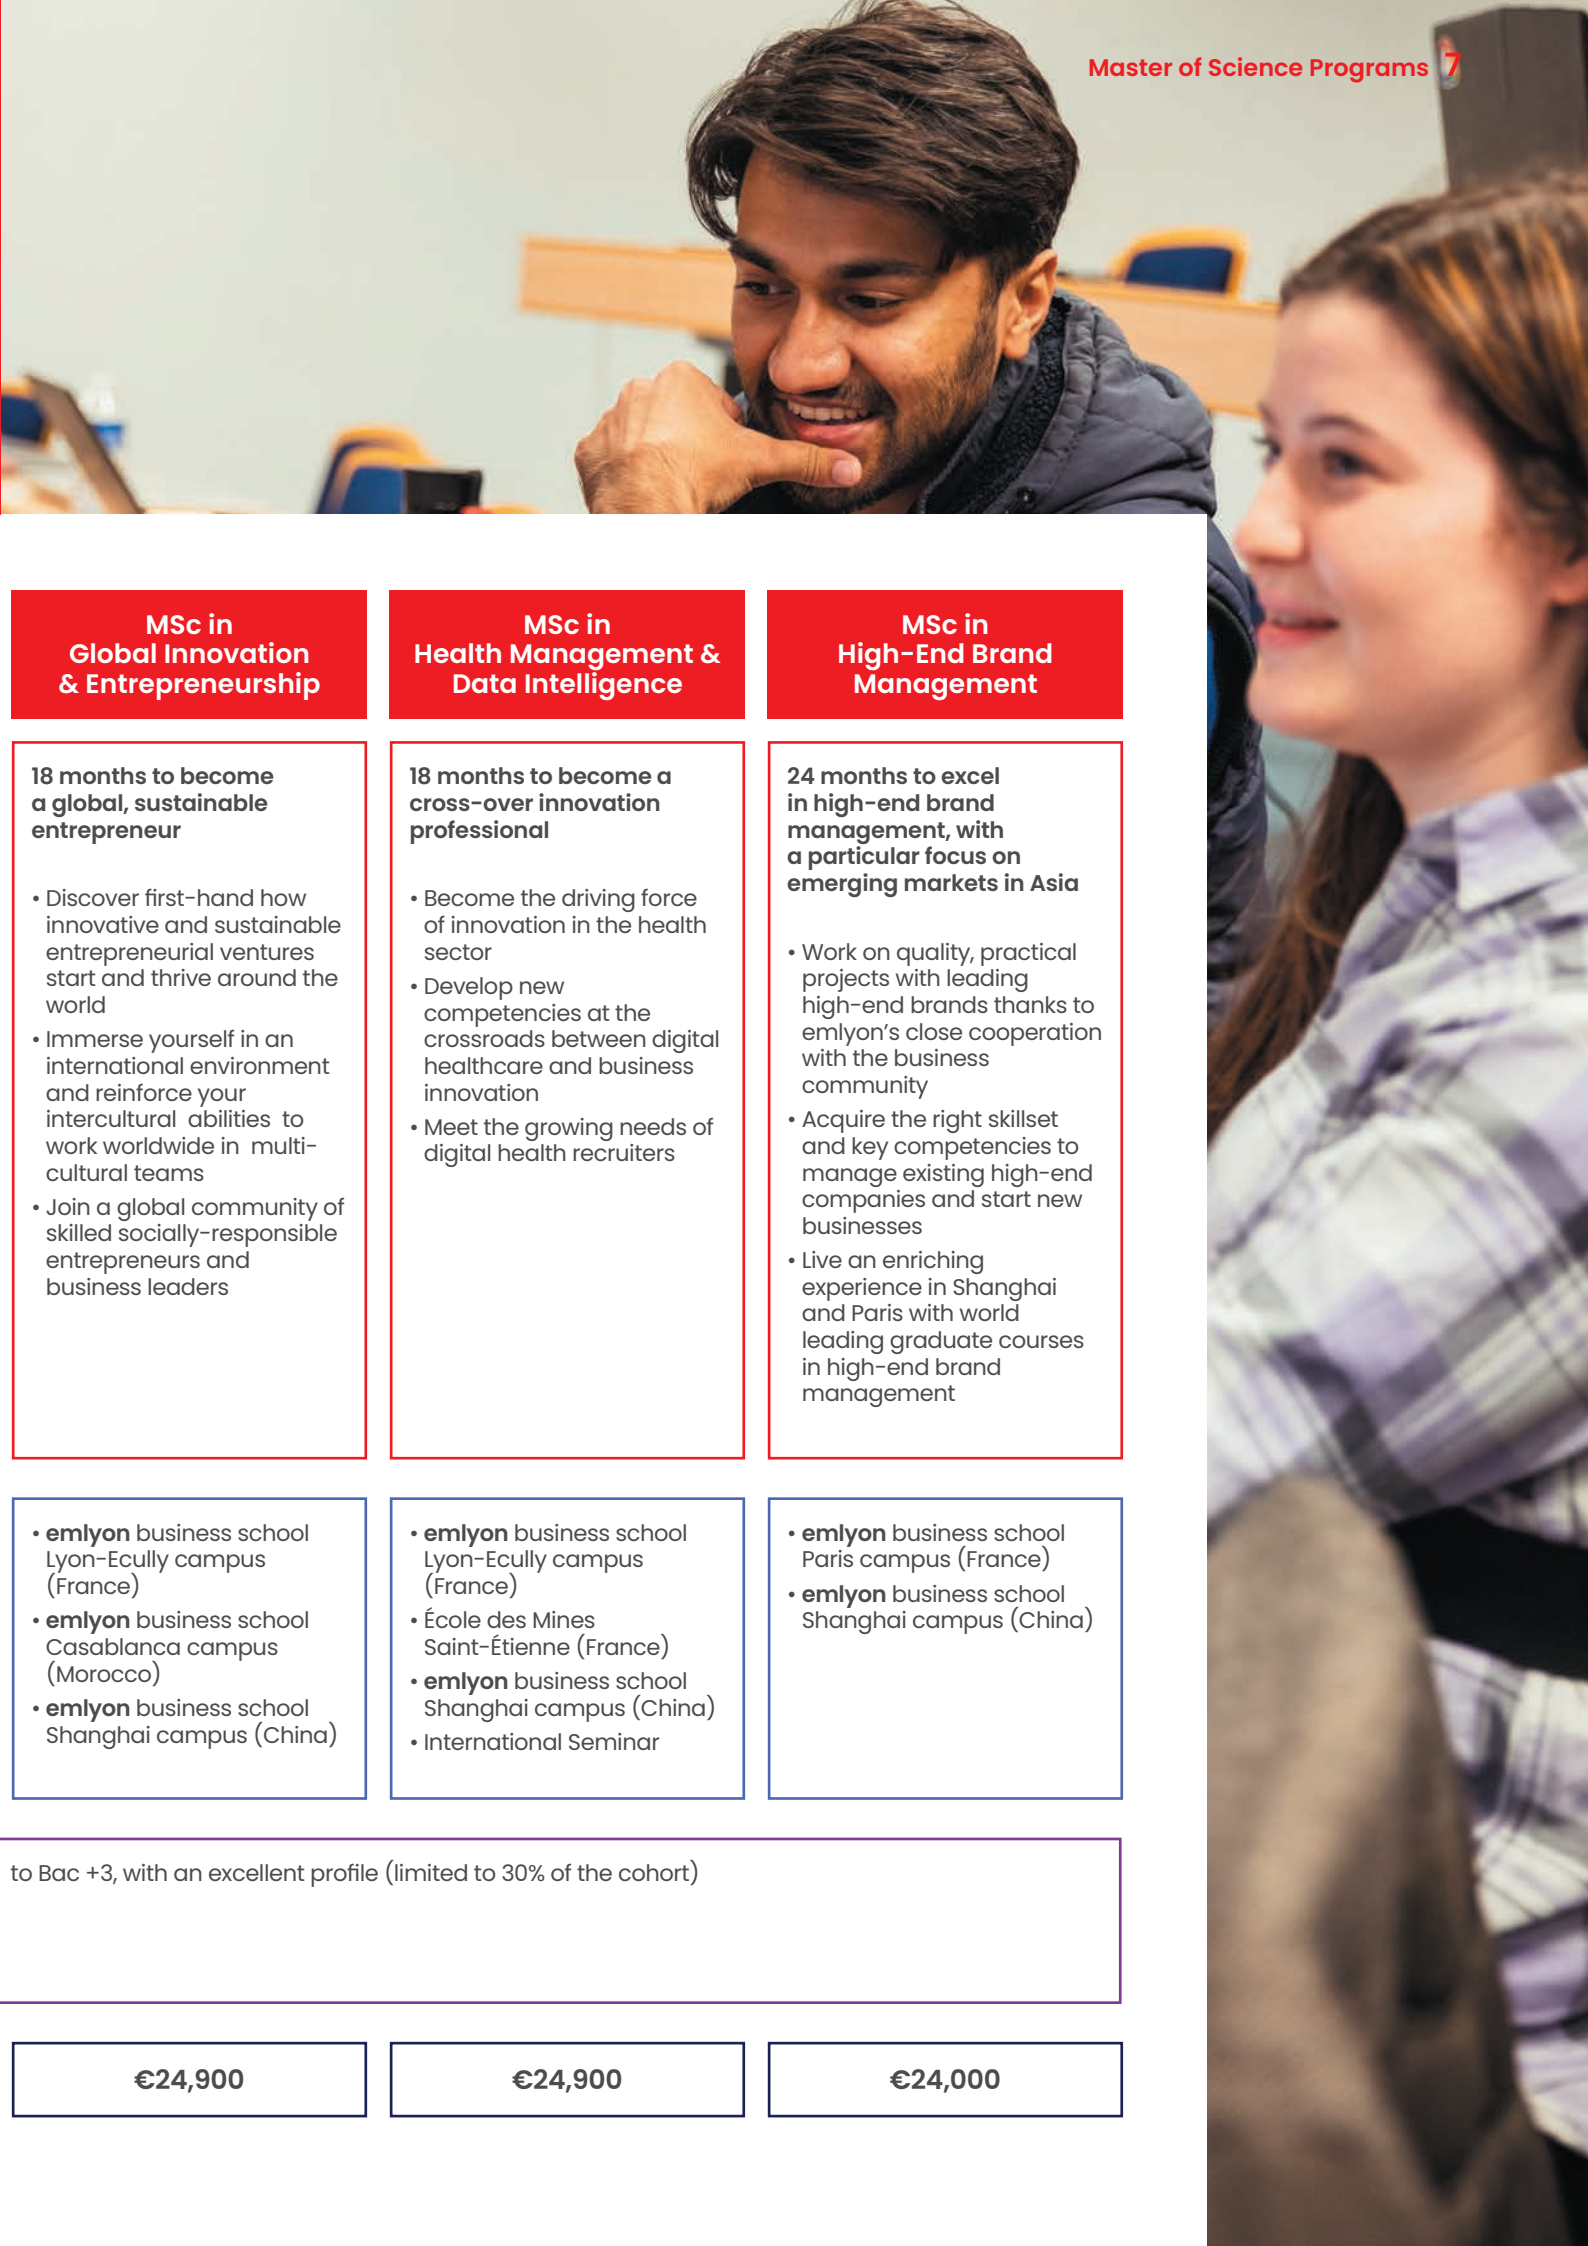 Master of Science Programs 7
MSc in
Global Innovation
& Entrepreneurship
18 months to become
a global, sustainable
entrepreneur
• Discover first-hand how
innovative and sustainable
entrepreneurial ventures
start and thrive around the
world
• Immerse yourself in an
international environment
and reinforce your
intercultural abilities to
work worldwide in multi-
cultural teams
• Join a global community of
skilled socially-responsible
entrepreneurs and
business leaders
• emlyon business school
Lyon-Ecully campus
(France)
• emlyon business school
Casablanca campus
(Morocco)
• emlyon business school
Shanghai campus (China)
MSc in
Health Management &
Data Intelligence
18 months to become a
cross-over innovation
professional
• Become the driving force
of innovation in the health
sector
• Develop new
competencies at the
crossroads between digital
healthcare and business
innovation
• Meet the growing needs of
digital health recruiters
• emlyon business school
Lyon-Ecully campus
(France)
• École des Mines
Saint-Étienne (France)
• emlyon business school
Shanghai campus (China)
• International Seminar
MSc in
High-End Brand
Management
24 months to excel
in high-end brand
management, with
a particular focus on
emerging markets in Asia
• Work on quality, practical
projects with leading
high-end brands thanks to
emlyon's close cooperation
with the business
community
• Acquire the right skillset
and key competencies to
manage existing high-end
companies and start new
businesses
• Live an enriching
experience in Shanghai
and Paris with world
leading graduate courses
in high-end brand
management
• emlyon business school
Paris campus (France)
• emlyon business school
Shanghai campus (China)
to Bac +3, with an excellent profile (limited to 30% of the cohort)
€24,900
€24,900
€24,000